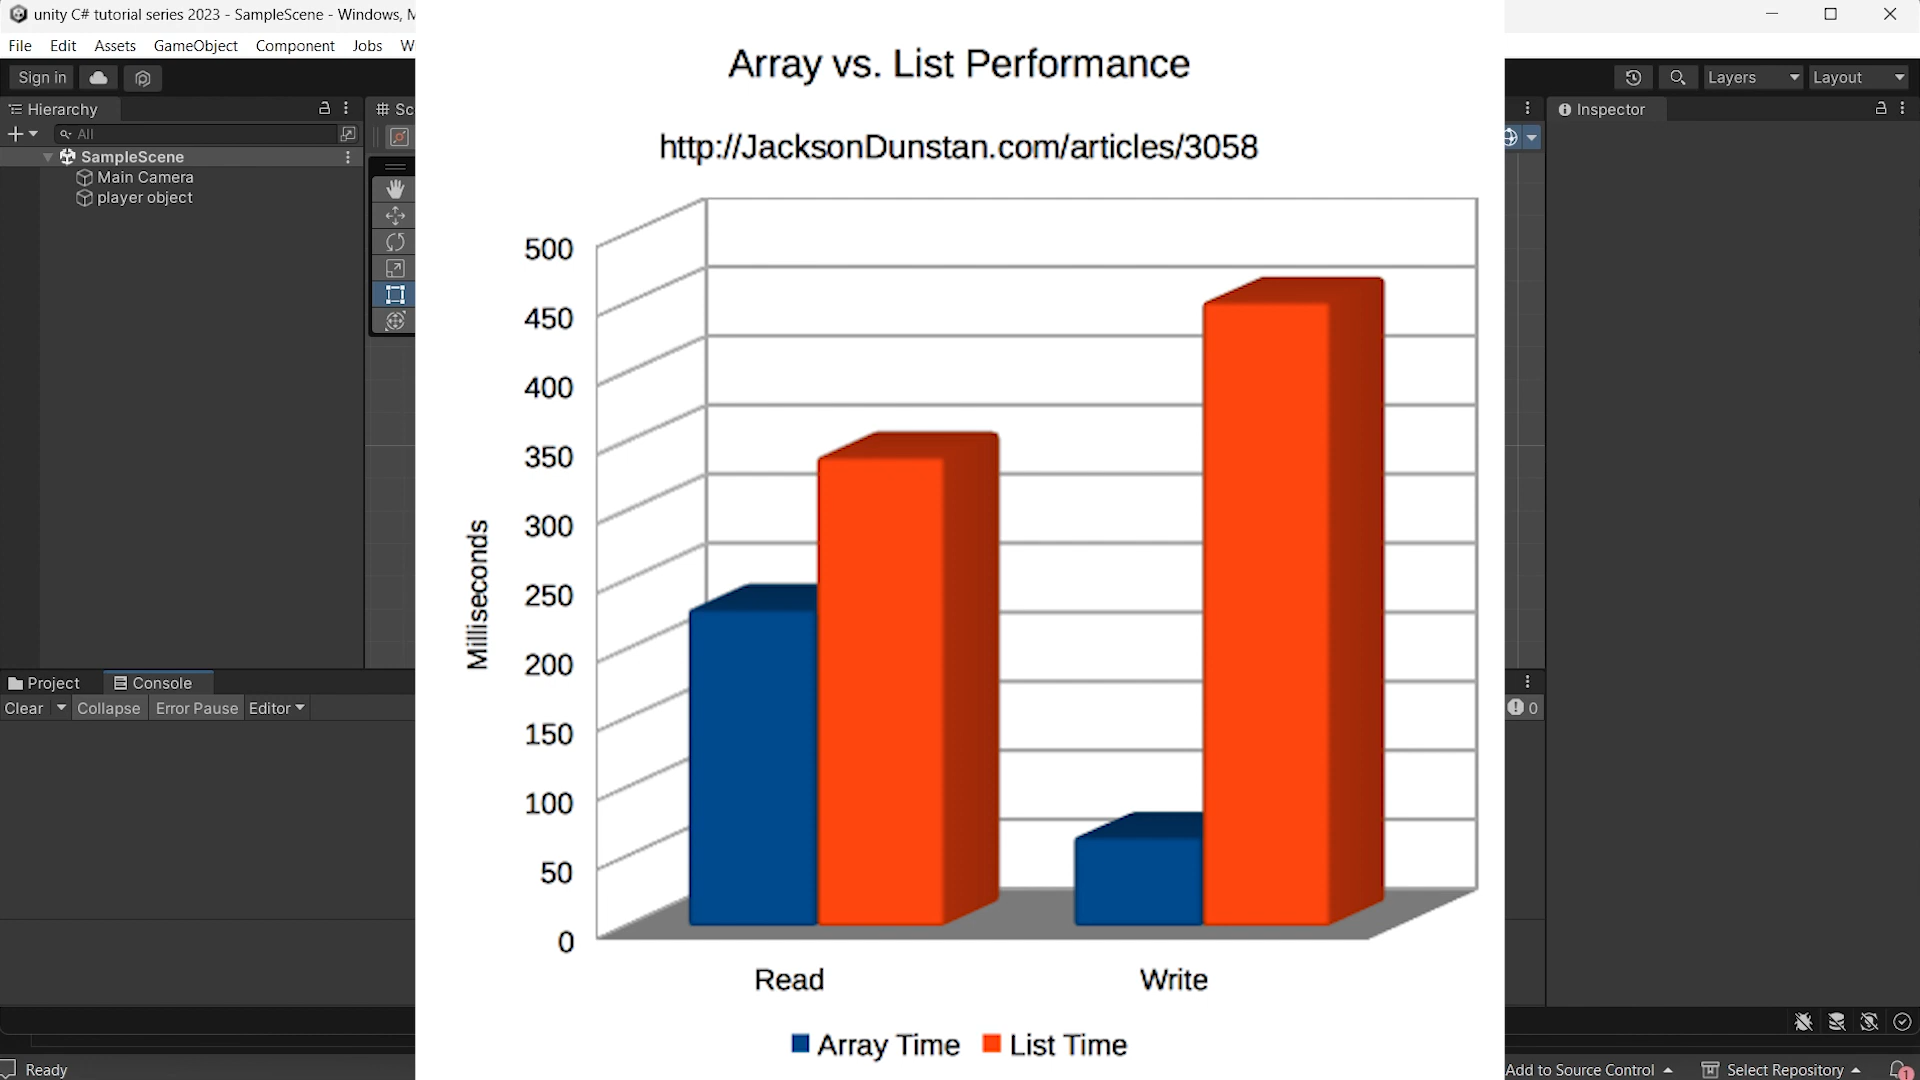 unity C# tutorial series 2023 - SampleScene - Windows, M
File Edit Assets GameObject Component Jobs W
Sign in
Layers Layout
Hierarchy
Sc
Inspector
All
SampleScene
Main Camera
player object
Array vs. List Performance
http://JacksonDunstan.com/articles/3058
500
450
400
350
300
250
200
150
100
50
0
Milliseconds
Read Write
Array Time List Time
Project Console
Clear Collapse Error Pause Editor
0
Ready
Add to Source Control Select Repository
1